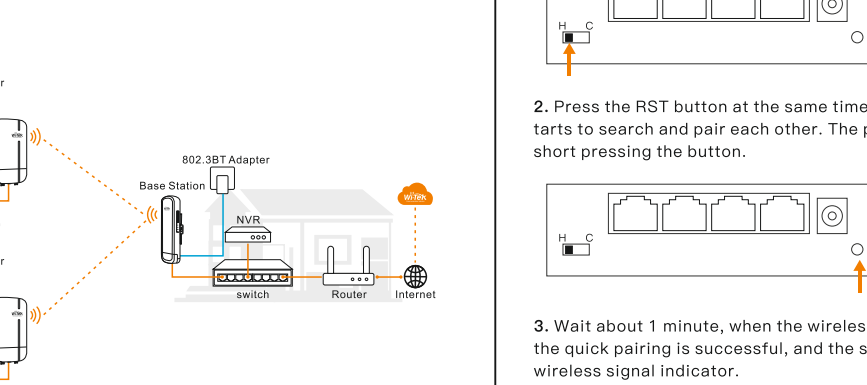 r
802.3BT Adapter
Base Station
Wi-Tek
NVR
switch
Router
Internet
r
H C
2. Press the RST button at the same time
tarts to search and pair each other. The p
short pressing the button.
H C
3. Wait about 1 minute, when the wireles
the quick pairing is successful, and the s
wireless signal indicator.